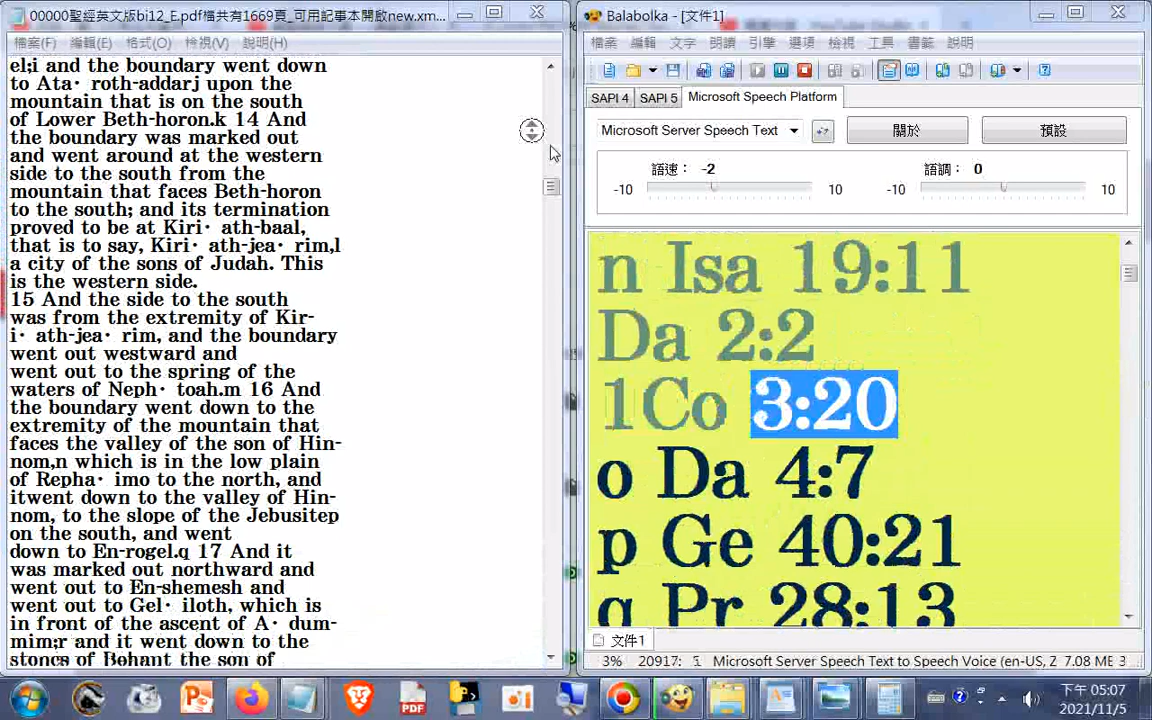 00000聖經英文版bi12_E.pdf檔共有1669頁_可用記事本開啟new.xm...
檔案(F) 編輯(E) 格式(O) 檢視(V) 說明(H)
el;i and the boundary went down
to Ata· roth-addarj upon the
mountain that is on the south
of Lower Beth-horon.k 14 And
the boundary was marked out
and went around at the western
side to the south from the
mountain that faces Beth-horon
to the south; and its termination
proved to be at Kiri· ath-baal,
that is to say, Kiri· ath-jea· rim,l
a city of the sons of Judah. This
is the western side.
15 And the side to the south
was from the extremity of Kir-
i· ath-jea· rim, and the boundary
went out westward and
went out to the spring of the
waters of Neph· toah.m 16 And
the boundary went down to the
extremity of the mountain that
faces the valley of the son of Hin-
nom,n which is in the low plain
of Repha· imo to the north, and
itwent down to the valley of Hin-
nom, to the slope of the Jebusitep
on the south, and went
down to En-rogel.q 17 And it
was marked out northward and
went out to En-shemesh and
went out to Gel· iloth, which is
in front of the ascent of A· dum-
mim;r and it went down to the
stones of Bohant the son of
Balabolka - [文件1]
檔案 編輯 文字 朗讀 引擎 選項 檢視 工具 書籤 說明
SAPI 4 SAPI 5 Microsoft Speech Platform
Microsoft Server Speech Text 關於 預設
語速： -2 語調： 0
-10 10 -10 10
n Isa 19:11
Da 2:2
1Co 3:20
o Da 4:7
p Ge 40:21
q Pr 28:13
文件1
3% 20917: Microsoft Server Speech Text to Speech Voice (en-US, Z 7.08 MB 3
PDF
下午 05:07
2021/11/5